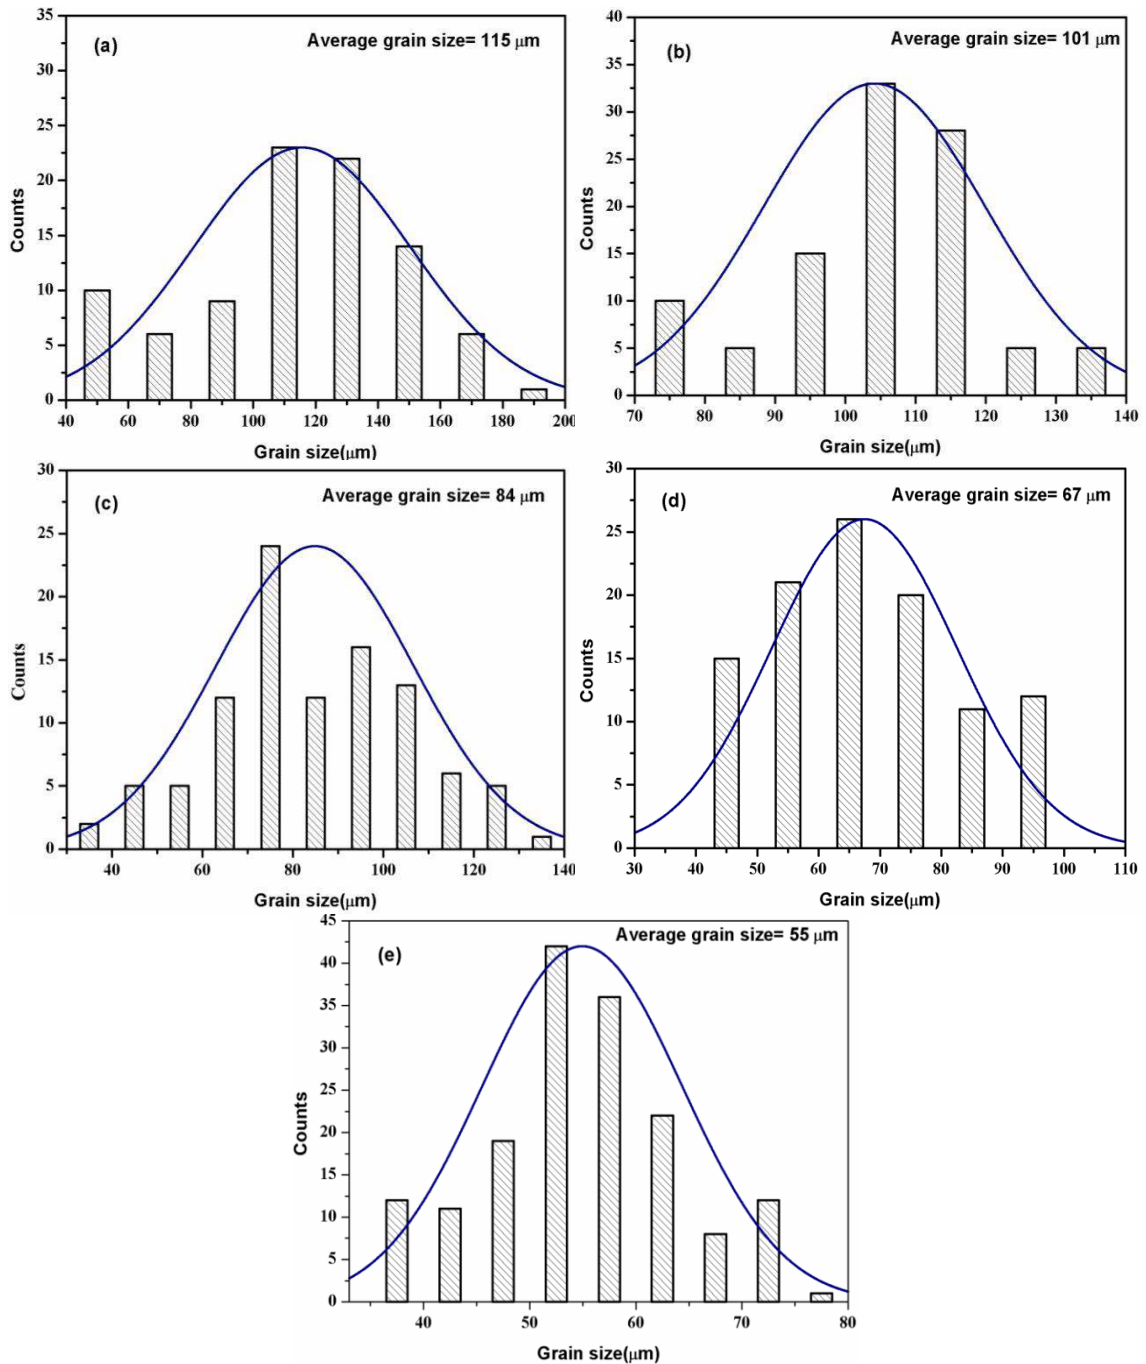 (a)
Average grain size= 115 μm
35
30
25
20
15
10
5
0
Counts
40 60 80 100 120 140 160 180 200
Grain size(μm)
(b)
Average grain size= 101 μm
40
35
30
25
20
15
10
5
0
Counts
70 80 90 100 110 120 130 140
Grain size(μm)
(c)
Average grain size= 84 μm
30
25
20
15
10
5
0
Counts
40 60 80 100 120 140
Grain size(μm)
(d)
Average grain size= 67 μm
30
25
20
15
10
5
0
Counts
30 40 50 60 70 80 90 100 110
Grain size(μm)
(e)
Average grain size= 55 μm
45
40
35
30
25
20
15
10
5
0
Counts
40 50 60 70 80
Grain size(μm)